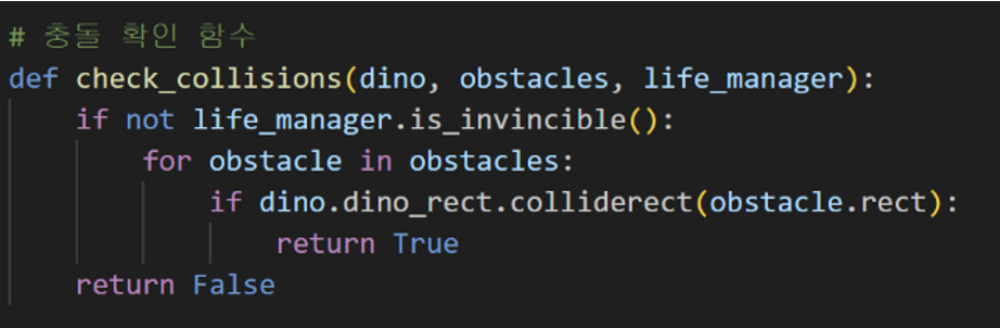 # 충돌 확인 함수
def check_collisions(dino, obstacles, life_manager):
    if not life_manager.is_invincible():
        for obstacle in obstacles:
            if dino.dino_rect.colliderect(obstacle.rect):
                return True
    return False